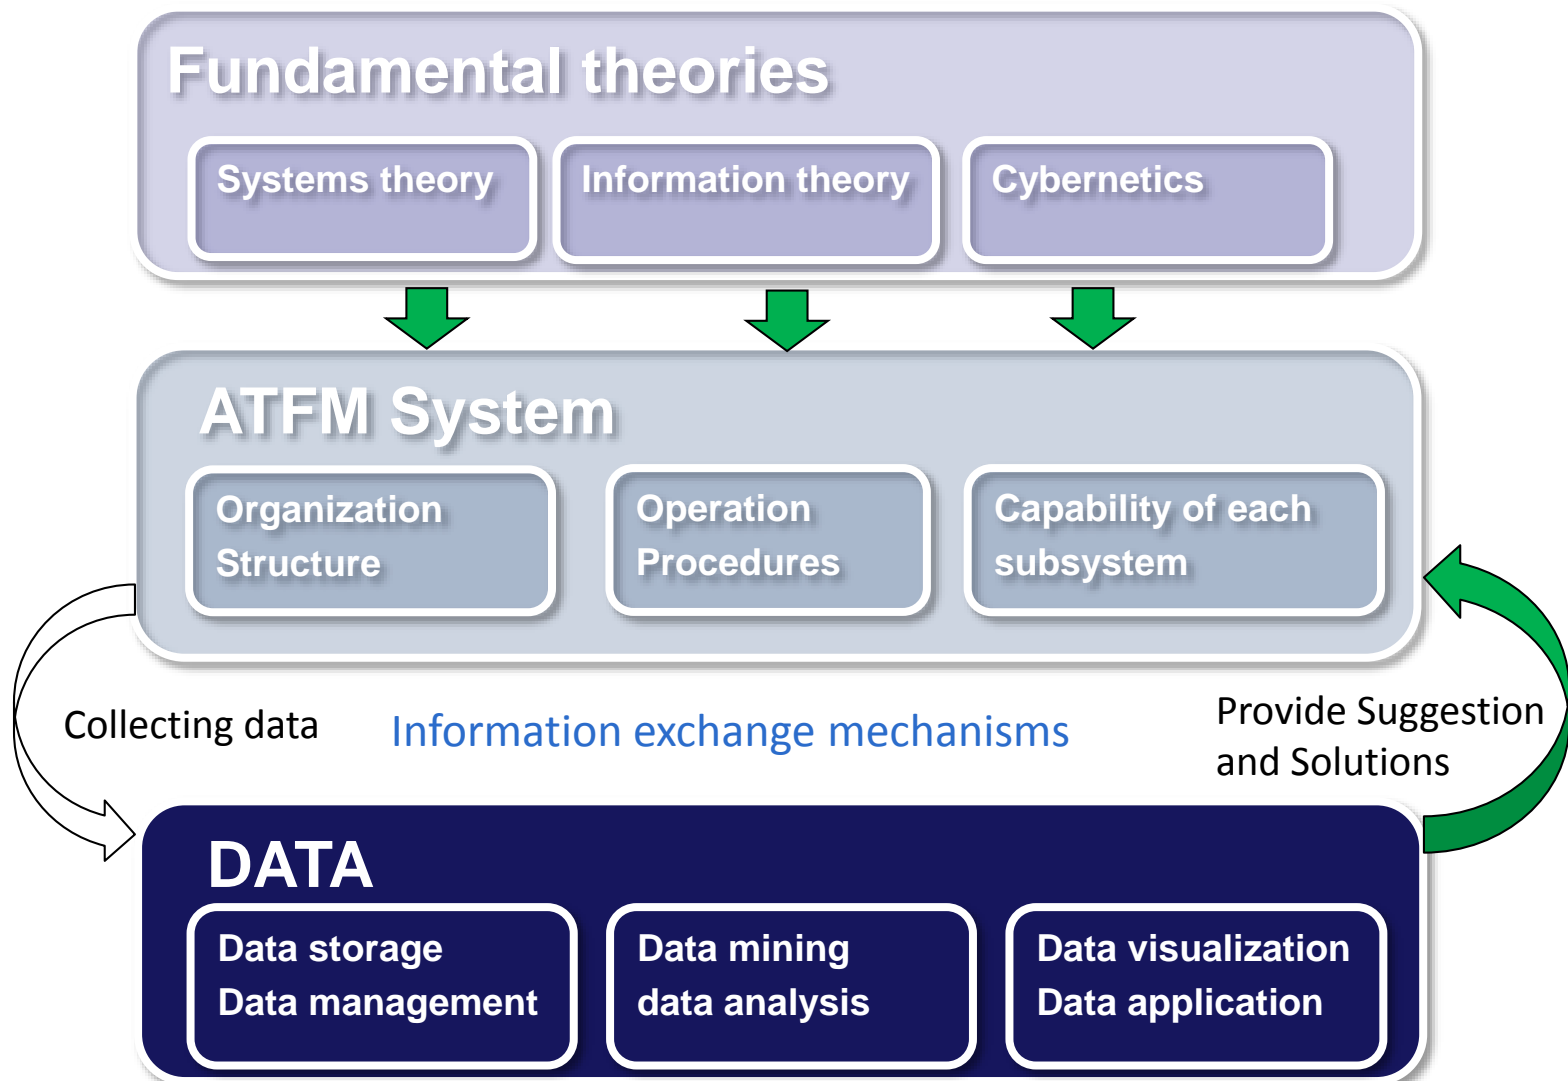 Fundamental theories
Systems theory
Information theory
Cybernetics
ATFM System
Organization
Structure
Operation
Procedures
Capability of each
subsystem
Collecting data
Information exchange mechanisms
Provide Suggestion
and Solutions
DATA
Data storage
Data management
Data mining
data analysis
Data visualization
Data application